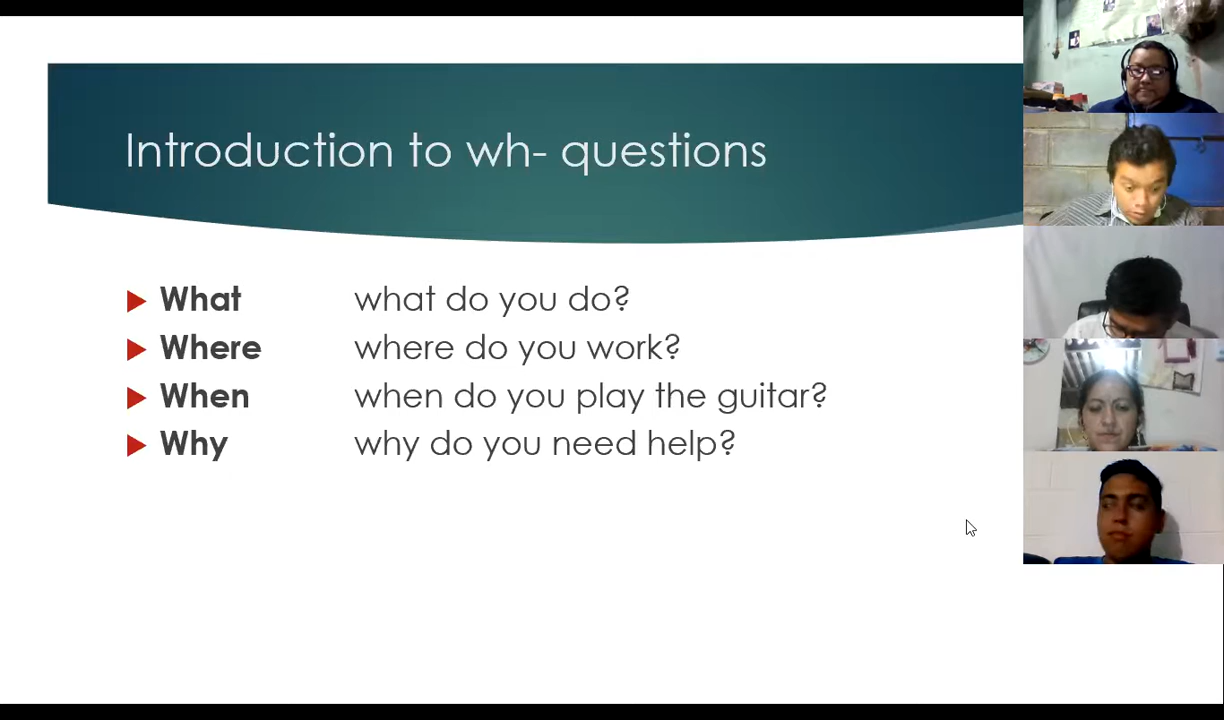 Introduction to wh- questions
What what do you do?
Where where do you work?
When when do you play the guitar?
Why why do you need help?